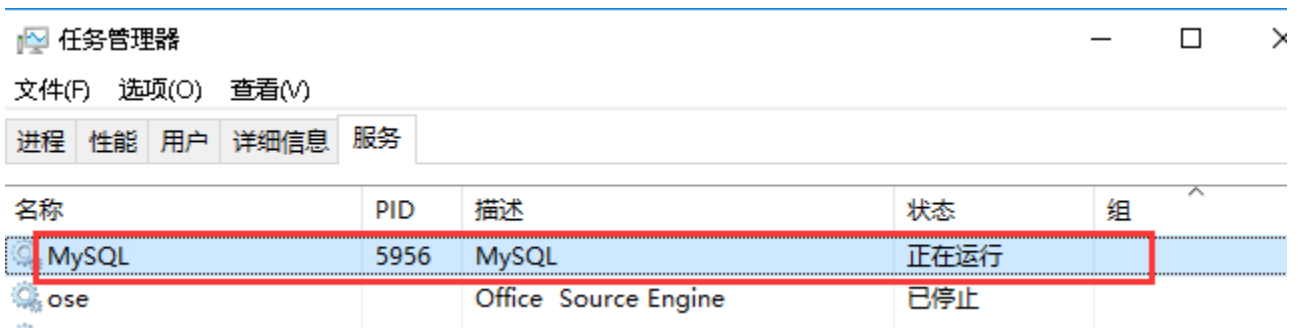 任务管理器
文件(F) 选项(O) 查看(V)
进程 性能 用户 详细信息 服务
名称 PID 描述 状态 组
MySQL 5956 MySQL 正在运行
ose Office Source Engine 已停止